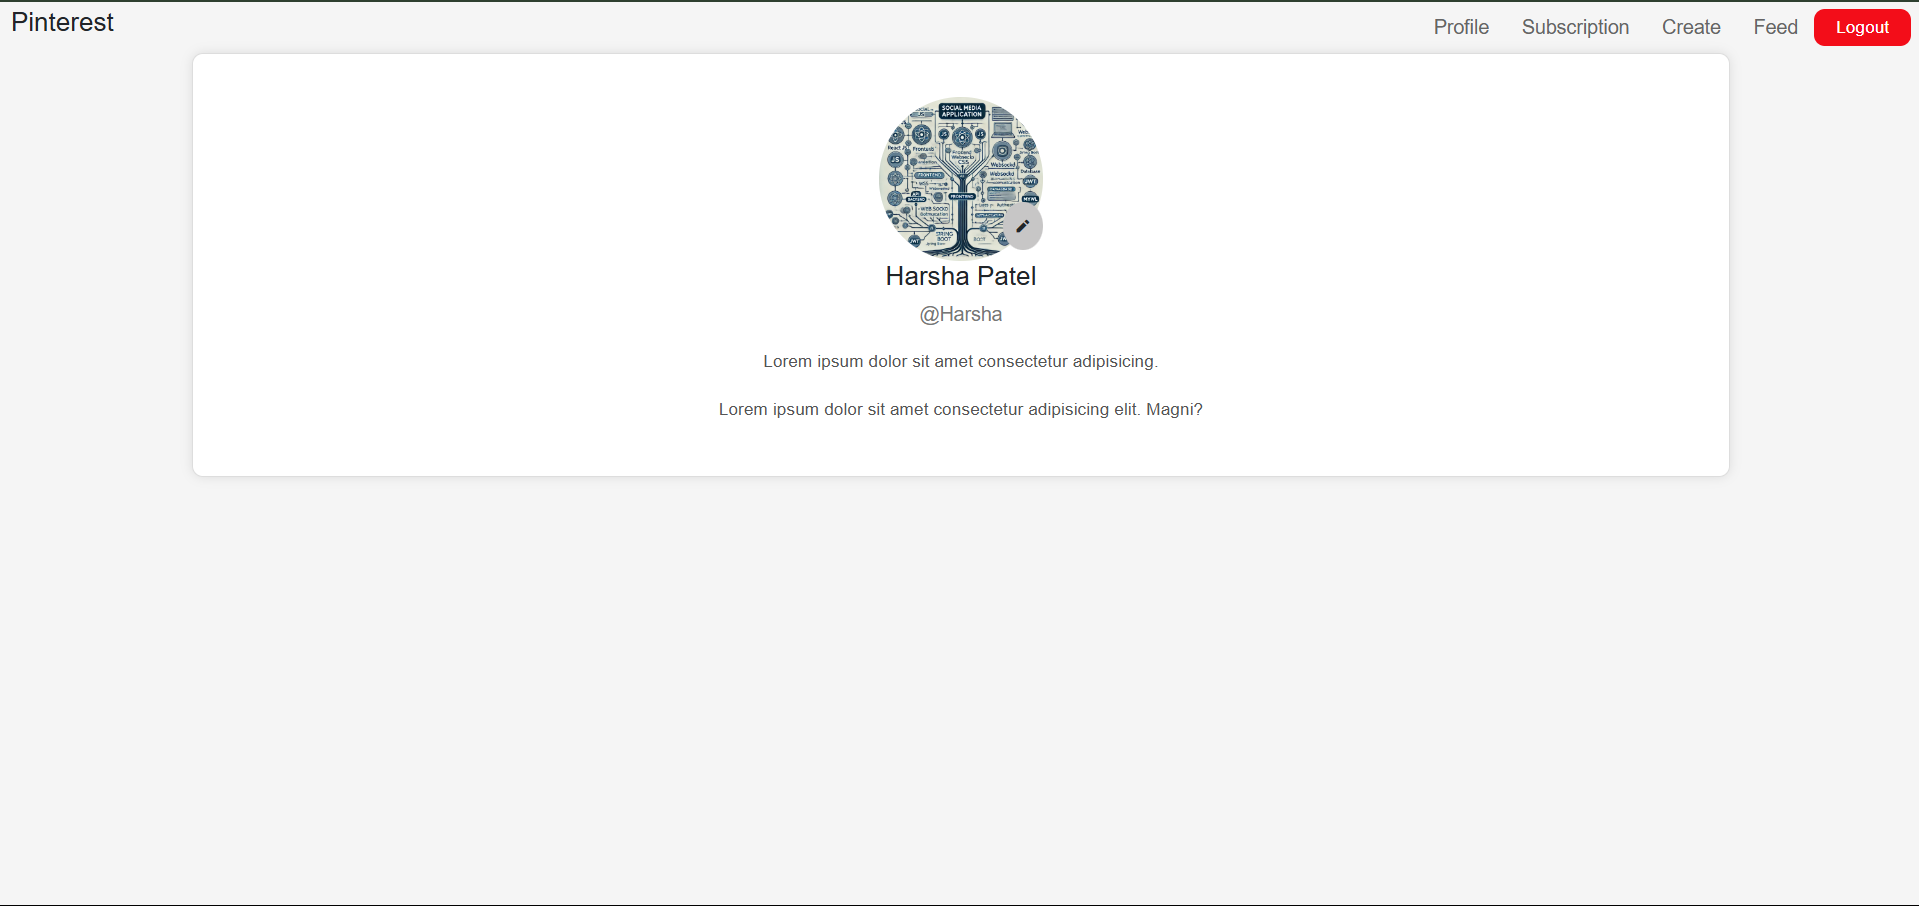 Pinterest
Profile Subscription Create Feed Logout
SOCIAL MEDIA
APPLICATION
Harsha Patel
@Harsha
Lorem ipsum dolor sit amet consectetur adipisicing.
Lorem ipsum dolor sit amet consectetur adipisicing elit. Magni?